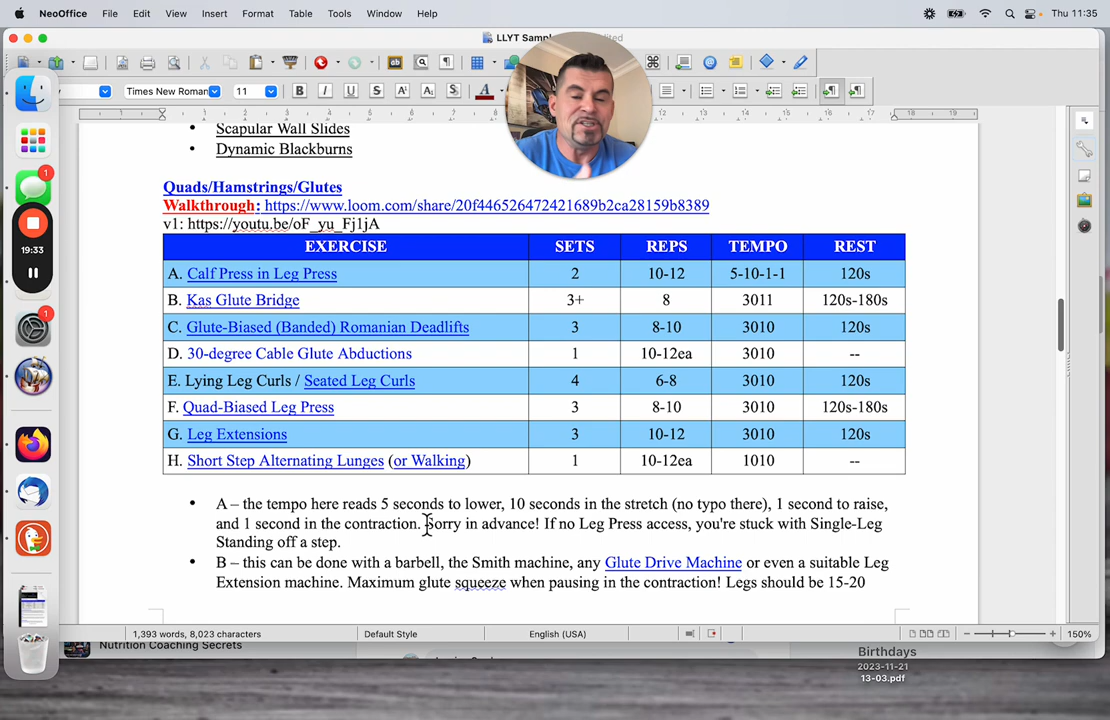 NeoOffice File Edit View Insert Format Table Tools Window Help Thu 11:35
LLYT Samp
Times New Roman 11
Scapular Wall Slides
Dynamic Blackburns
Quads/Hamstrings/Glutes
Walkthrough: https://www.loom.com/share/20f446526472421689b2ca28159b8389
v1: https://youtu.be/oF_yu_Fj1jA
EXERCISE SETS REPS TEMPO REST
A. Calf Press in Leg Press 2 10-12 5-10-1-1 120s
B. Kas Glute Bridge 3+ 8 3011 120s-180s
C. Glute-Biased (Banded) Romanian Deadlifts 3 8-10 3010 120s
D. 30-degree Cable Glute Abductions 1 10-12ea 3010 --
E. Lying Leg Curls / Seated Leg Curls 4 6-8 3010 120s
F. Quad-Biased Leg Press 3 8-10 3010 120s-180s
G. Leg Extensions 3 10-12 3010 120s
H. Short Step Alternating Lunges (or Walking) 1 10-12ea 1010 --
A – the tempo here reads 5 seconds to lower, 10 seconds in the stretch (no typo there), 1 second to raise,
and 1 second in the contraction. Sorry in advance! If no Leg Press access, you're stuck with Single-Leg
Standing off a step.
B – this can be done with a barbell, the Smith machine, any Glute Drive Machine or even a suitable Leg
Extension machine. Maximum glute squeeze when pausing in the contraction! Legs should be 15-20
19:33
1,393 words, 8,023 characters Default Style English (USA) 150%
Nutrition Coaching Secrets
Birthdays
2023-11-21
13-03.pdf